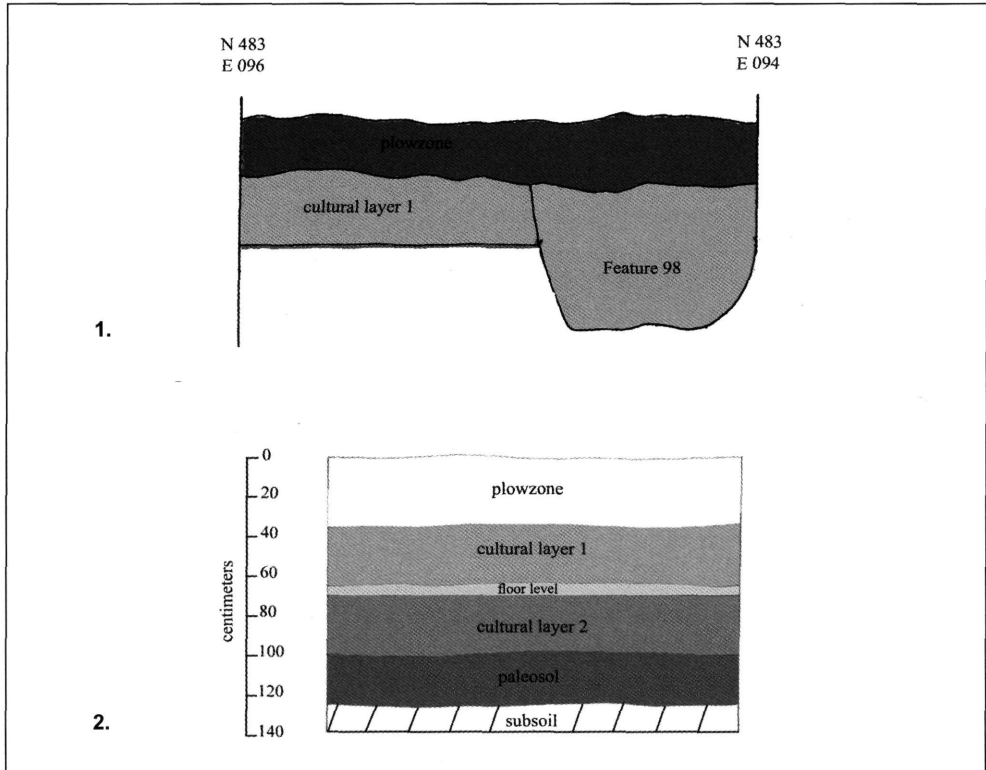 N 483
E 096
N 483
E 094
plowzone
cultural layer 1
Feature 98
1.
0
20
40
60
80
100
120
140
centimeters
plowzone
cultural layer 1
floor level
cultural layer 2
paleosol
subsoil
2.